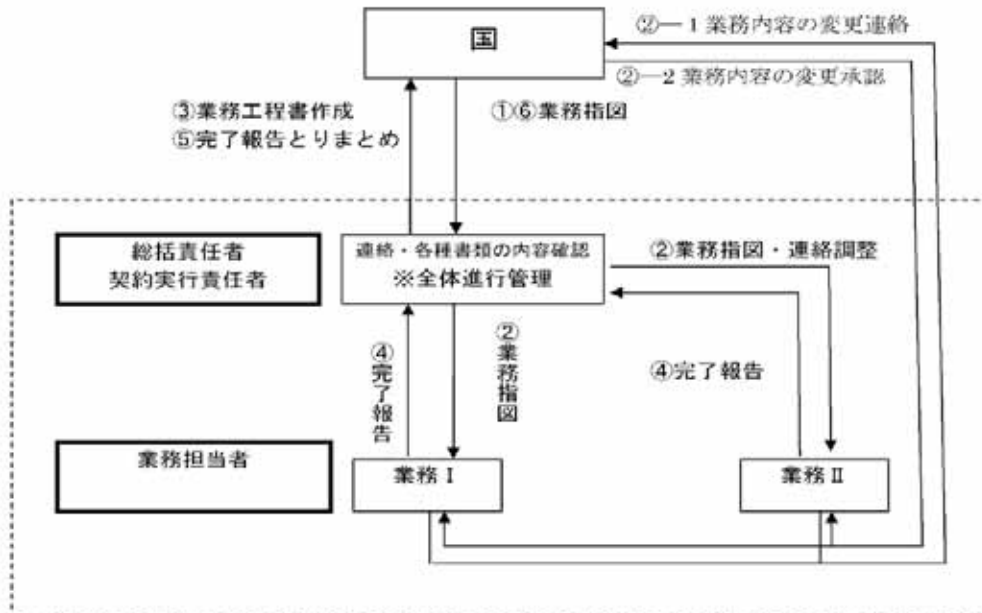 国
②―1 業務内容の変更連絡
②―2 業務内容の変更承認
③業務工程書作成
⑤完了報告とりまとめ
①⑥業務指図
総括責任者
契約実行責任者
連絡・各種書類の内容確認
※全体進行管理
②業務指図・連絡調整
④完了報告
②業務指図
④完了報告
業務担当者
業務Ⅰ
業務Ⅱ